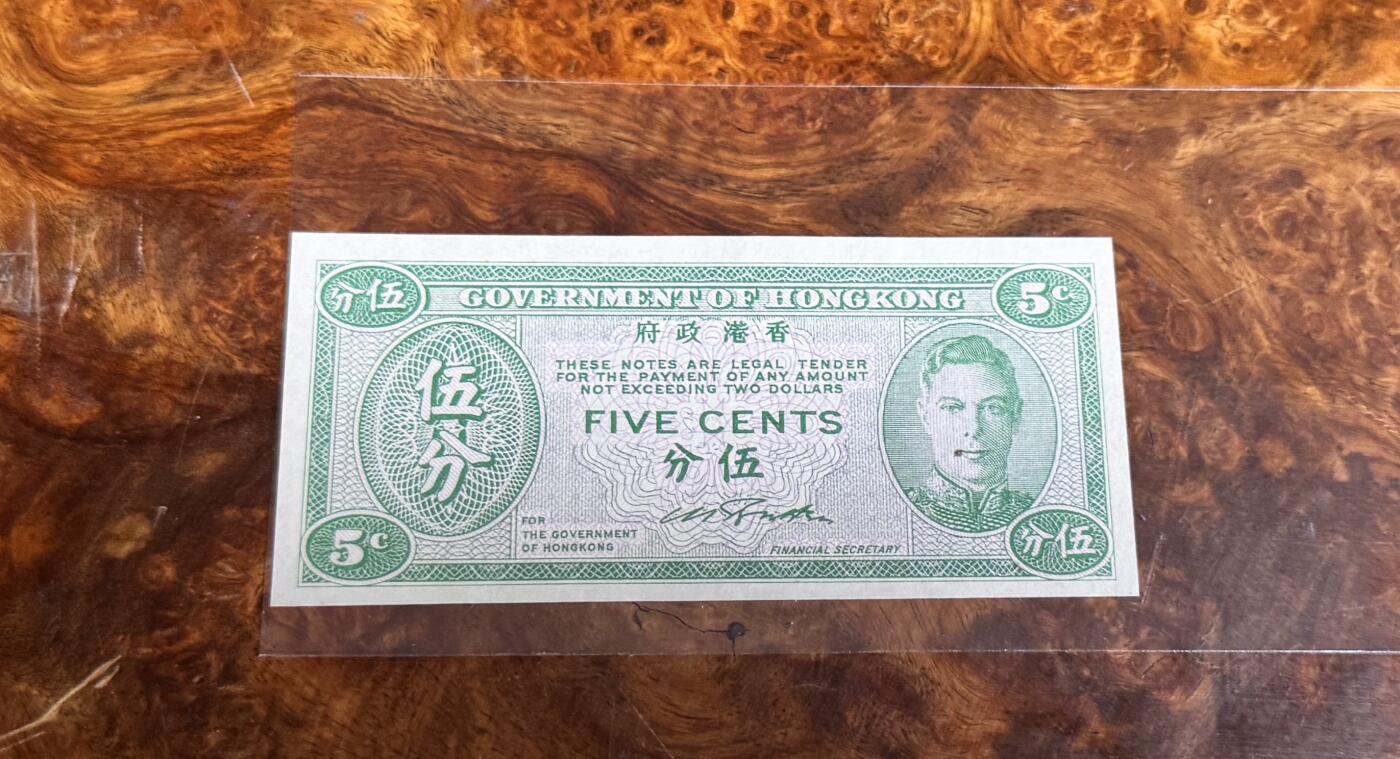 分伍
GOVERNMENT OF HONGKONG
5c
府政港香
THESE NOTES ARE LEGAL TENDER
FOR THE PAYMENT OF ANY AMOUNT
NOT EXCEEDING TWO DOLLARS
伍
分
FIVE CENTS
分伍
FOR
THE GOVERNMENT
OF HONGKONG
FINANCIAL SECRETARY
5c
分伍